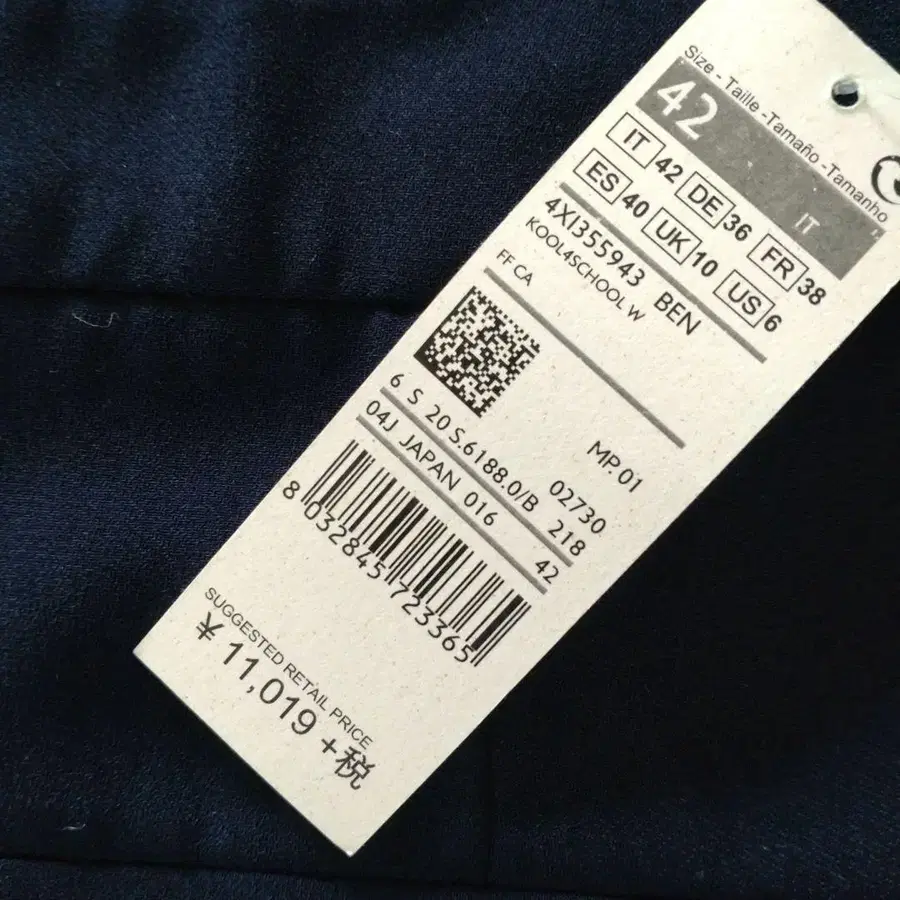 Size - Taille -Tamaño -Tamanho
42 IT
IT 42 DE 36 FR 38
ES 40 UK 10 US 6
4XI355943 BEN
KOOL4SCHOOL W
FF CA
MP 01
02730
6 S 20 S.6188.0/B 218
04J JAPAN 016 42
8 032845 723365
SUGGESTED RETAIL PRICE
¥ 11,019 +税